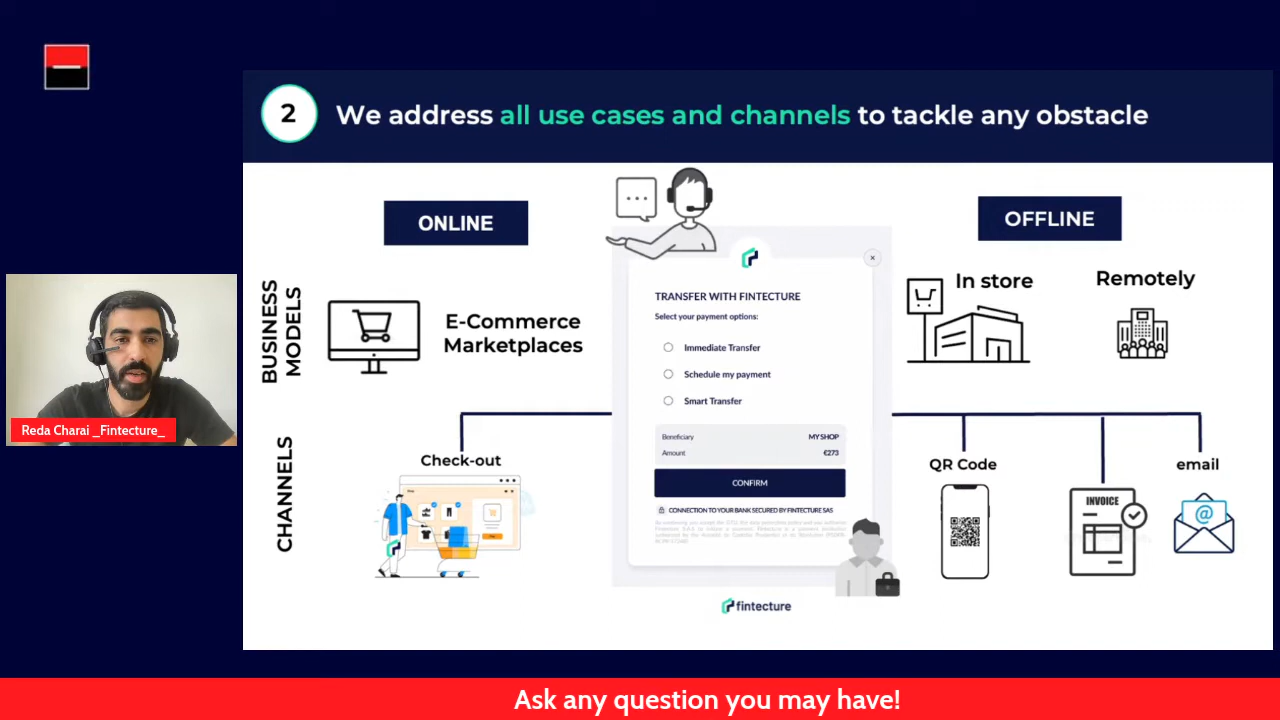 2
We address all use cases and channels to tackle any obstacle
ONLINE
OFFLINE
BUSINESS
MODELS
E-Commerce
Marketplaces
In store
Remotely
TRANSFER WITH FINTECTURE
Select your payment options:
Immediate Transfer
Schedule my payment
Smart Transfer
Beneficiary MY SHOP
Amount €273
CONFIRM
CONNECTION TO YOUR BANK SECURED BY FINTECTURE SAS
fintecture
CHANNELS
Check-out
QR Code
INVOICE
email
@
Reda Charai _Fintecture_
Ask any question you may have!